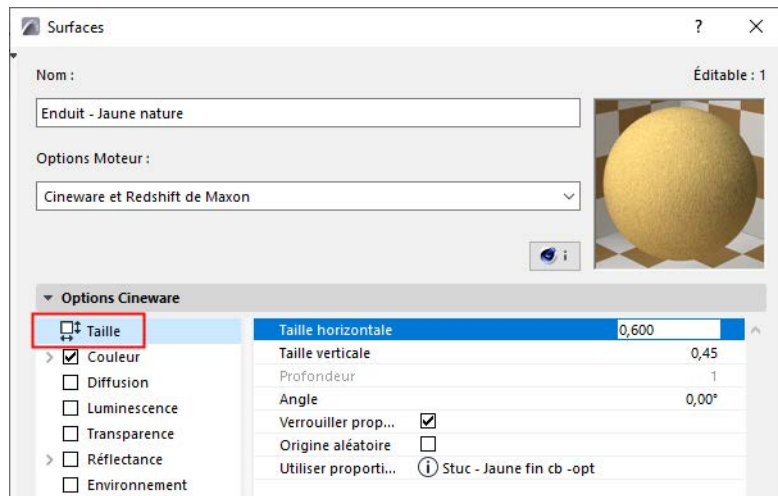 Surfaces ? ×
Nom :
Éditable : 1
Enduit - Jaune nature
Options Moteur :
Cineware et Redshift de Maxon
i
Options Cineware
Taille
Couleur
Diffusion
Luminescence
Transparence
Réflectance
Environnement
Taille horizontale 0,600
Taille verticale 0,45
Profondeur 1
Angle 0,00°
Verrouiller prop...
Origine aléatoire
Utiliser proporti... i Stuc - Jaune fin cb -opt